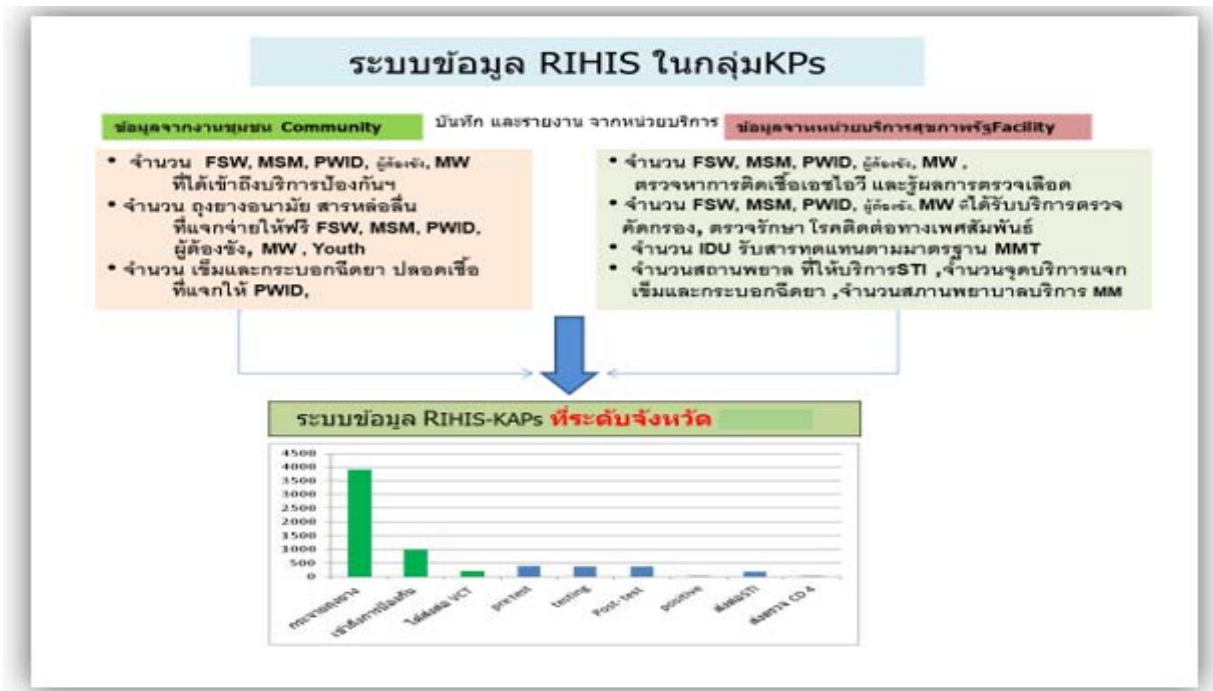 ระบบข้อมูล RIHIS ในกลุ่มKPs
ข้อมูลจากงานชุมชน Community
บันทึก และรายงาน จากหน่วยบริการ
ข้อมูลจากหน่วยบริการสุขภาพรัฐFacility
• จำนวน FSW, MSM, PWID, ผู้ต้องขัง, MW
ที่ได้เข้าถึงบริการป้องกันฯ
• จำนวน ถุงยางอนามัย สารหล่อลื่น
ที่แจกจ่ายให้ฟรี FSW, MSM, PWID,
ผู้ต้องขัง, MW , Youth
• จำนวน เข็มและกระบอกฉีดยา ปลอดเชื้อ
ที่แจกให้ PWID,
• จำนวน FSW, MSM, PWID, ผู้ต้องขัง, MW ,
ตรวจหาการติดเชื้อเอชไอวี และรู้ผลการตรวจเลือด
• จำนวน FSW, MSM, PWID, ผู้ต้องขัง, MW ที่ได้รับบริการตรวจ
คัดกรอง, ตรวจรักษา โรคติดต่อทางเพศสัมพันธ์
• จำนวน IDU รับสารทดแทนตามมาตรฐาน MMT
• จำนวนสถานพยาล ที่ให้บริการSTI ,จำนวนจุดบริการแจก
เข็มและกระบอกฉีดยา ,จำนวนสถานพยาบาลบริการ MM
ระบบข้อมูล RIHIS-KAPs ที่ระดับจังหวัด
4500
4000
3500
3000
2500
2000
1500
1000
500
0
กระจายถุงยาง
เข้าถึงการป้องกัน
ได้ส่งต่อ VCT
pre test
testing
Post- test
positive
ส่งต่อSTI
ส่งตรวจ CD 4